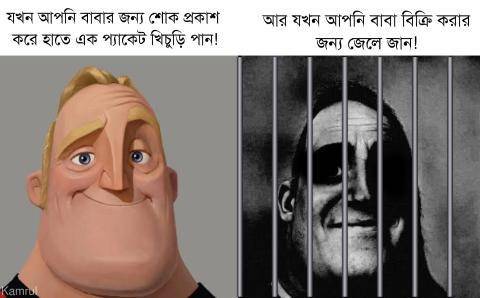 যখন আপনি বাবার জন্য শোক প্রকাশ
করে হাতে এক প্যাকেট খিচুড়ি পান!
আর যখন আপনি বাবা বিক্রি করার
জন্য জেলে জান!
Kamrul